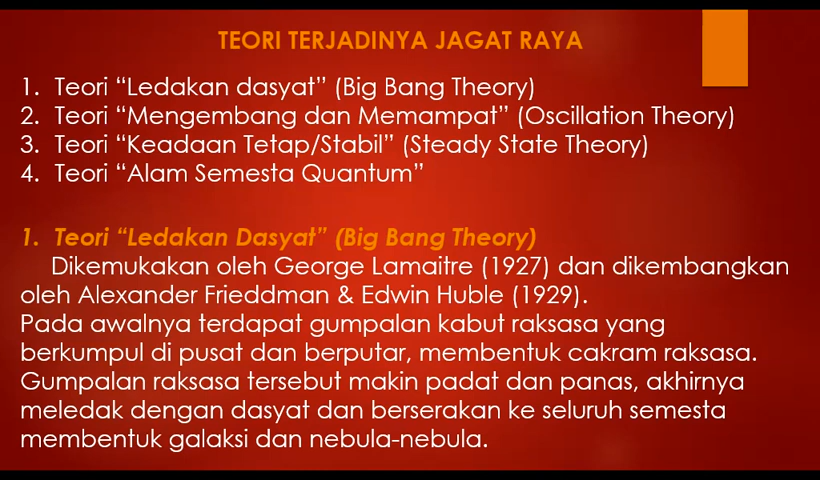 TEORI TERJADINYA JAGAT RAYA
1. Teori “Ledakan dasyat” (Big Bang Theory)
2. Teori “Mengembang dan Memampat” (Oscillation Theory)
3. Teori “Keadaan Tetap/Stabil” (Steady State Theory)
4. Teori “Alam Semesta Quantum”
1. Teori “Ledakan Dasyat” (Big Bang Theory)
Dikemukakan oleh George Lamaitre (1927) dan dikembangkan
oleh Alexander Frieddman & Edwin Huble (1929).
Pada awalnya terdapat gumpalan kabut raksasa yang
berkumpul di pusat dan berputar, membentuk cakram raksasa.
Gumpalan raksasa tersebut makin padat dan panas, akhirnya
meledak dengan dasyat dan berserakan ke seluruh semesta
membentuk galaksi dan nebula-nebula.